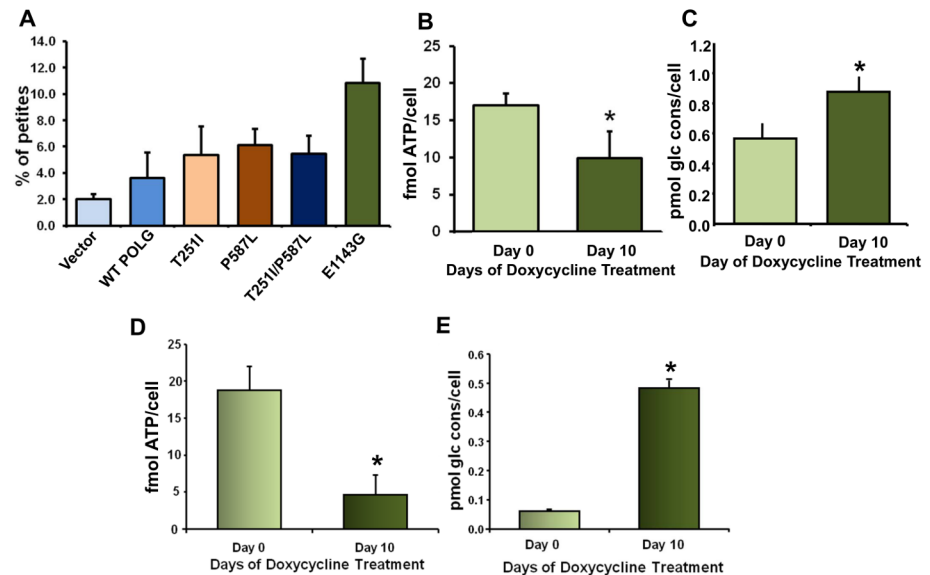 A
% of petites
14.0
12.0
10.0
8.0
6.0
4.0
2.0
0.0
Vector
WT POLG
T251I
P587L
T251I/P587L
E1143G
B
fmol ATP/cell
25
20
15
10
5
0
*
Day 0
Day 10
Days of Doxycycline Treatment
C
pmol glc cons/cell
1.2
1.0
0.8
0.6
0.4
0.2
0.0
*
Day 0
Day 10
Day of Doxycycline Treatment
D
fmol ATP/cell
25
20
15
10
5
0
*
Day 0
Day 10
Days of Doxycycline Treatment
E
pmol glc cons/cell
0.6
0.5
0.4
0.3
0.2
0.1
0.0
*
Day 0
Day 10
Days of Doxycycline Treatment